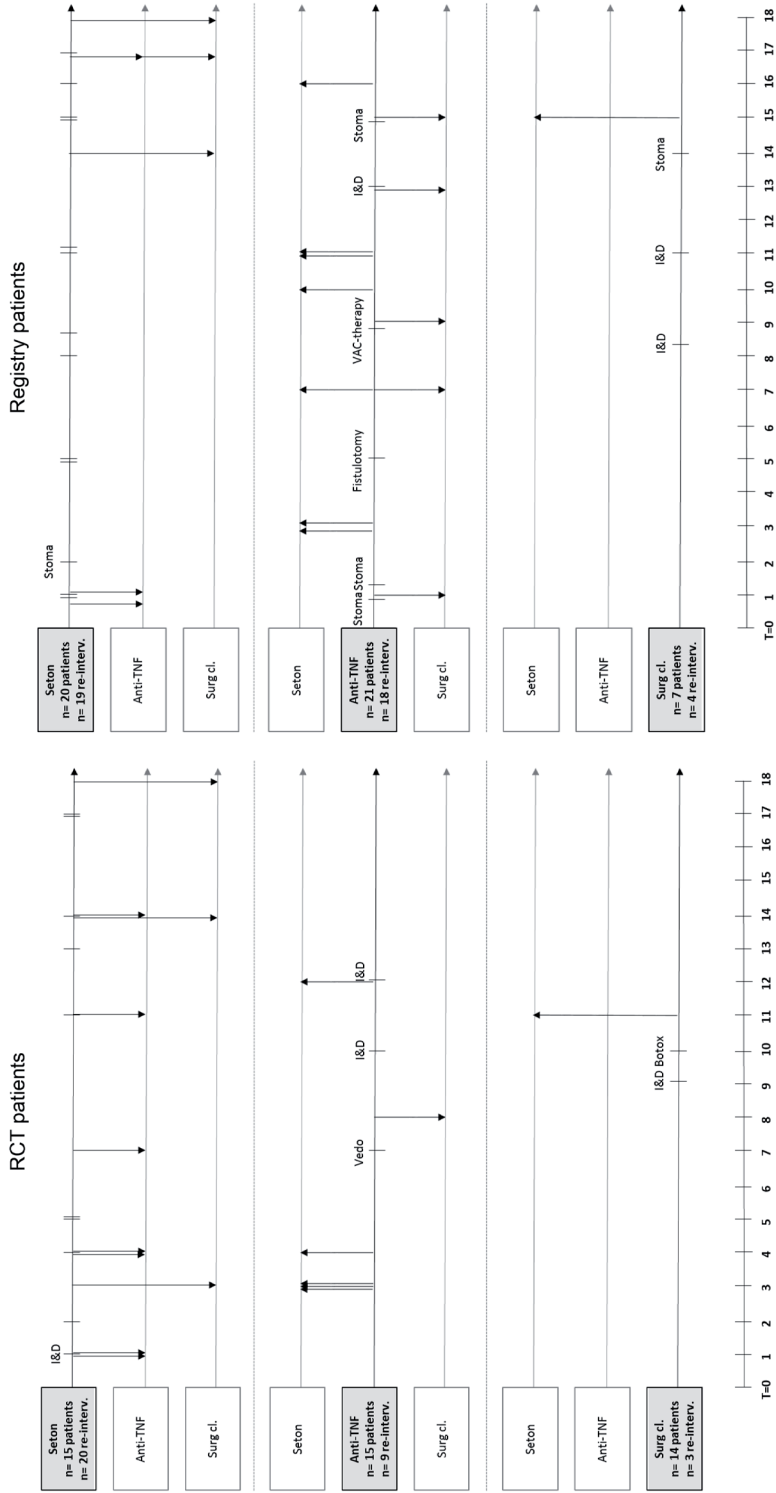 RCT patients
I&D
Seton
n= 15 patients
n= 20 re-interv.
Anti-TNF
Surg cl.
Seton
Vedo
I&D
I&D
Anti-TNF
n= 15 patients
n= 9 re-interv.
Surg cl.
Seton
Anti-TNF
I&D Botox
Surg cl.
n= 14 patients
n= 3 re-interv.
T=0 1 2 3 4 5 6 7 8 9 10 11 12 13 14 15 16 17 18
Registry patients
Stoma
Seton
n= 20 patients
n= 19 re-interv.
Anti-TNF
Surg cl.
Seton
Stoma Stoma
Fistulotomy
VAC-therapy
I&D
Stoma
Anti-TNF
n= 21 patients
n= 18 re-interv.
Surg cl.
Seton
Anti-TNF
I&D
I&D
Stoma
Surg cl.
n= 7 patients
n= 4 re-interv.
T=0 1 2 3 4 5 6 7 8 9 10 11 12 13 14 15 16 17 18